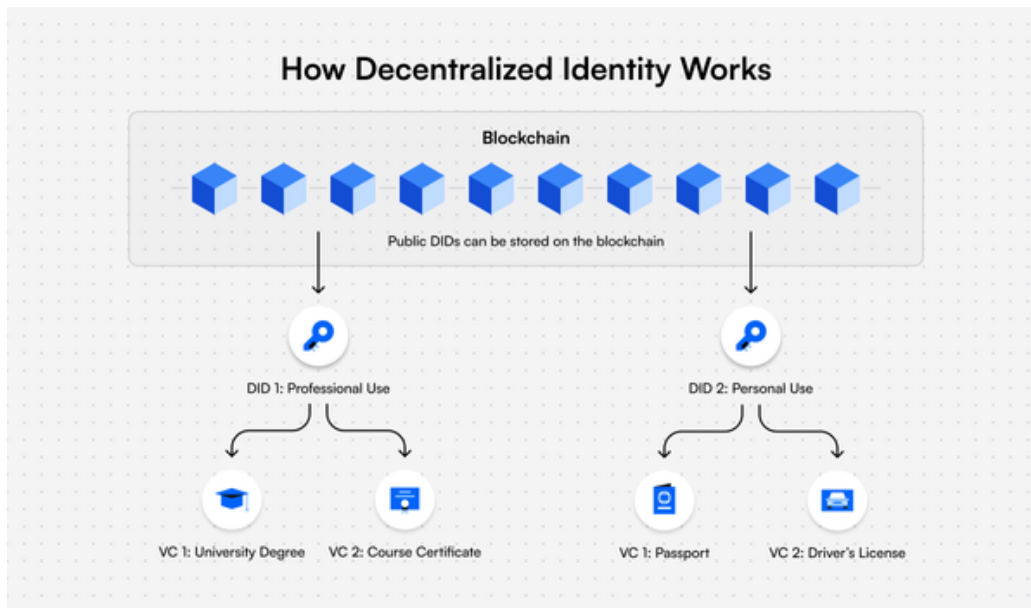 How Decentralized Identity Works
Blockchain
Public DIDs can be stored on the blockchain
DID 1: Professional Use
DID 2: Personal Use
VC 1: University Degree
VC 2: Course Certificate
VC 1: Passport
VC 2: Driver's License